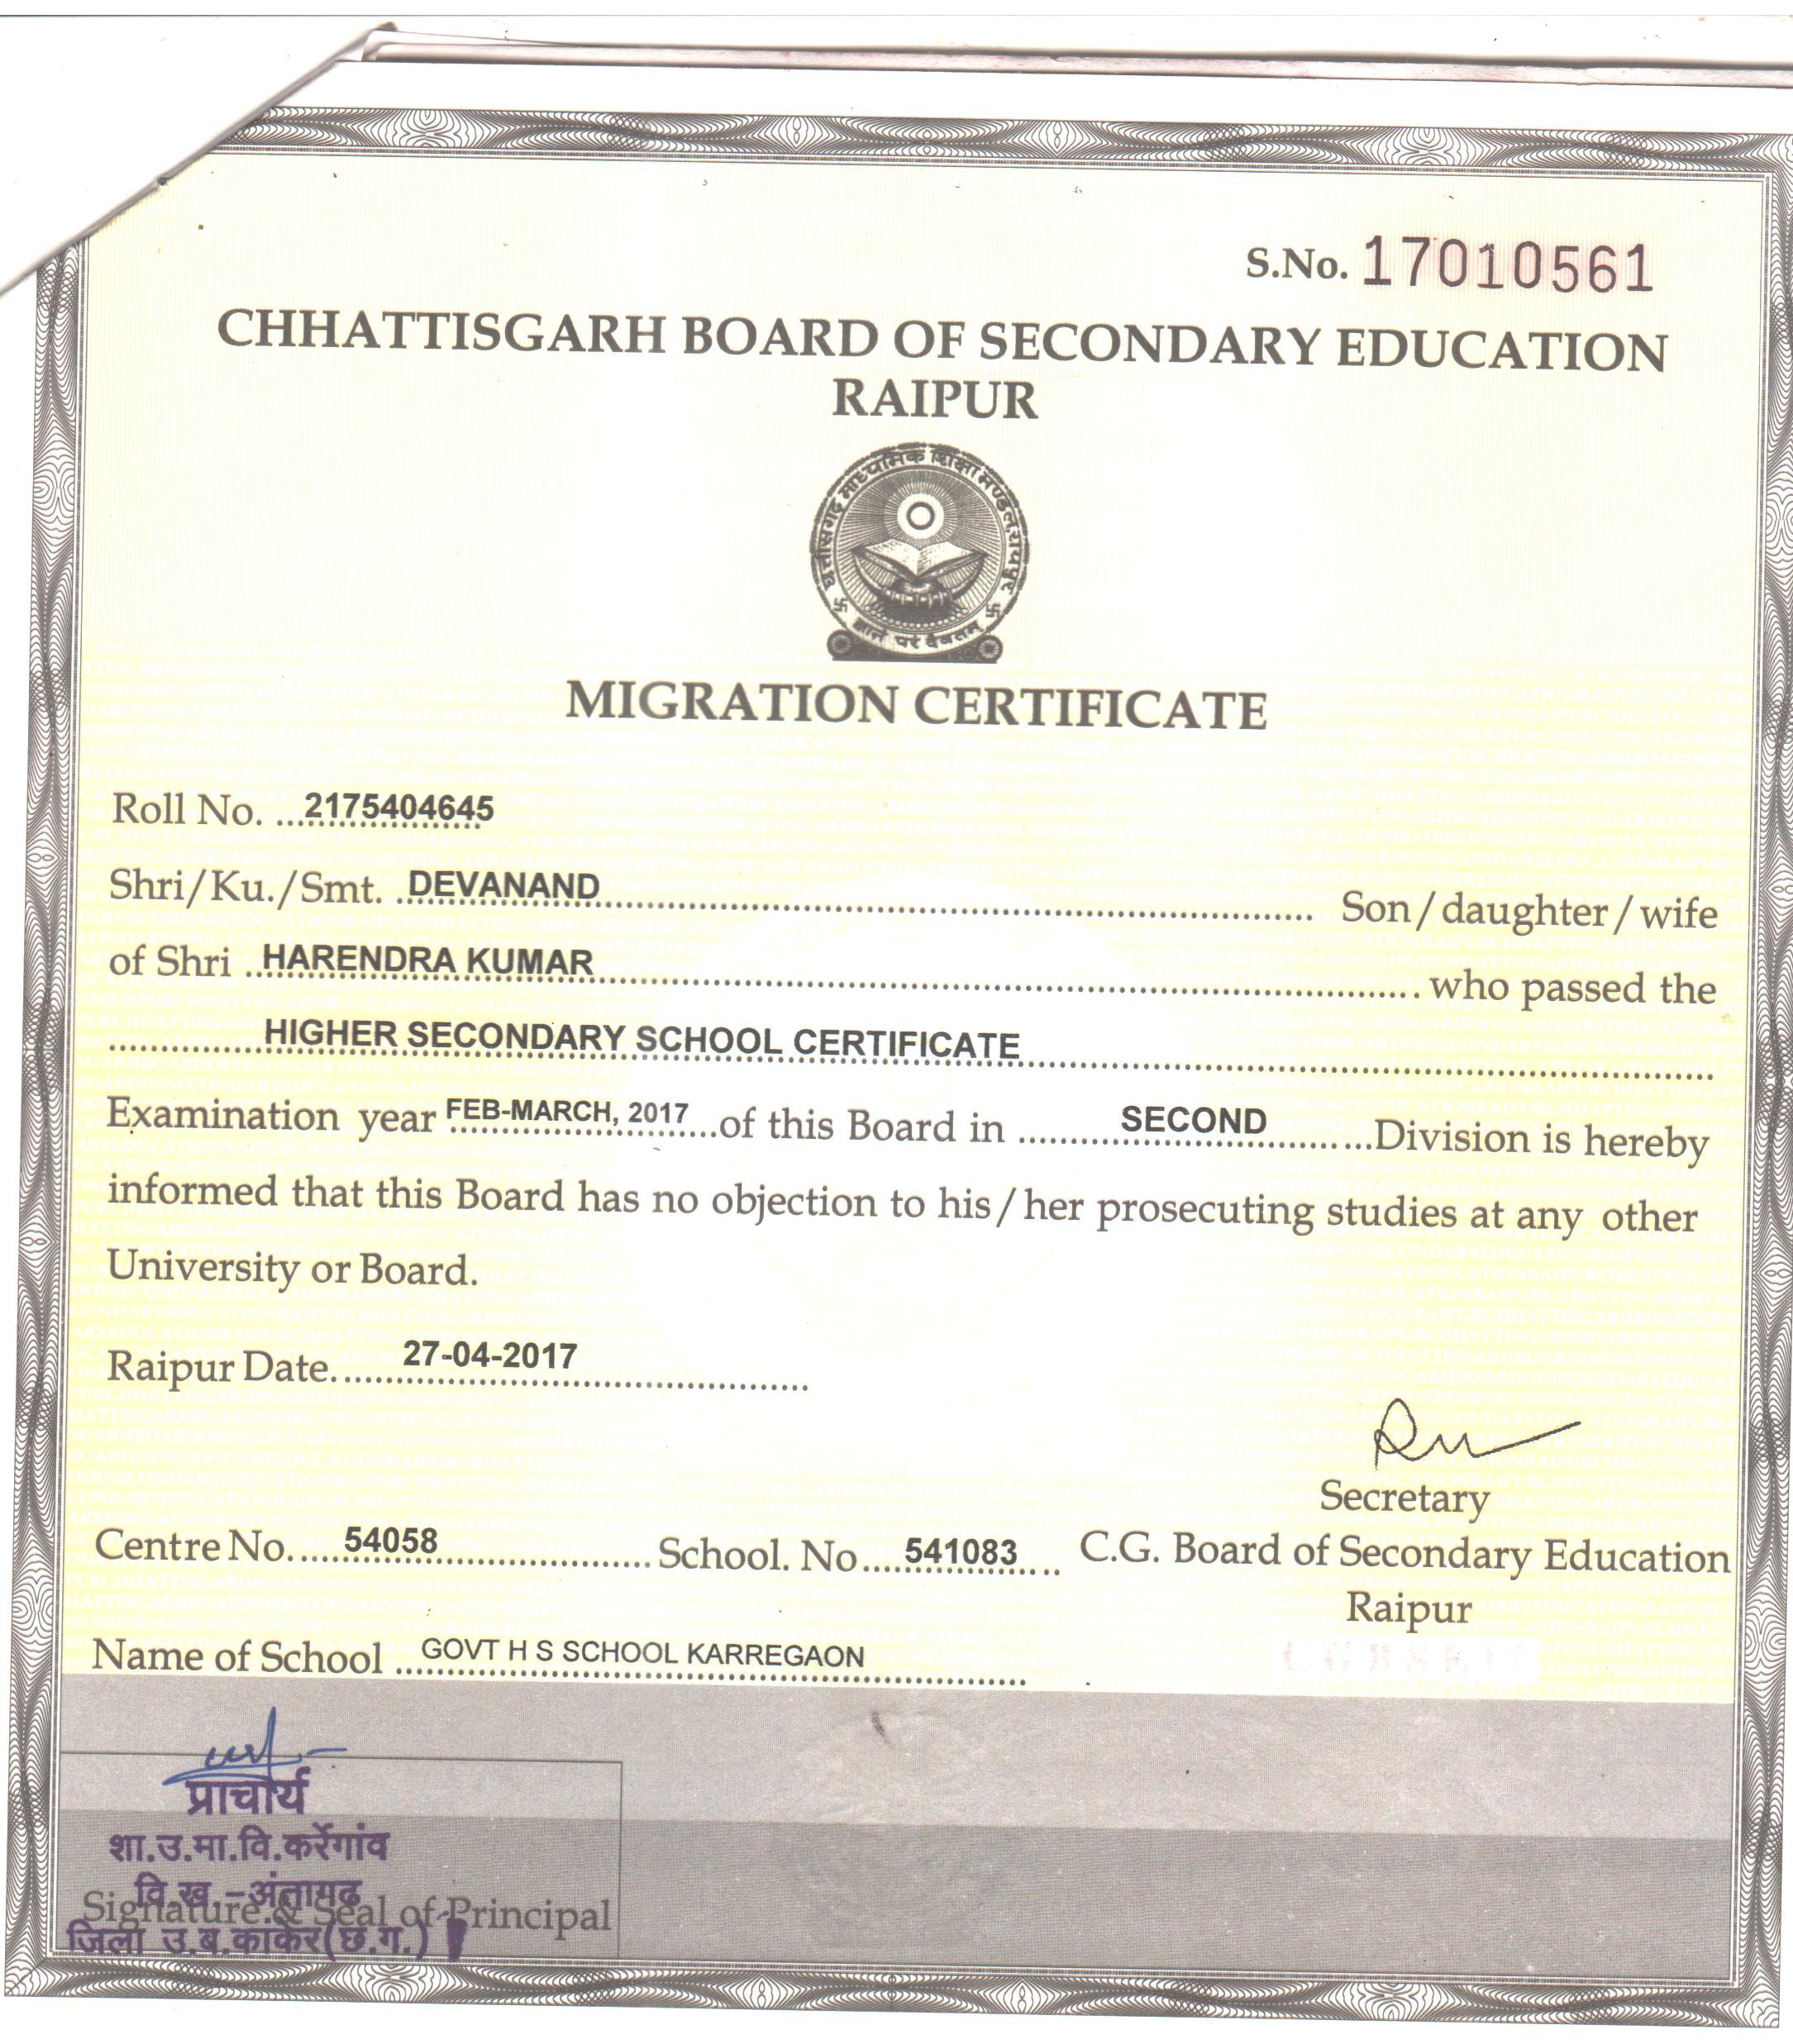 S.No. 17010561
CHHATTISGARH BOARD OF SECONDARY EDUCATION
RAIPUR
छत्तीसगढ़ माध्यमिक शिक्षा मण्डल, रायपुर
卐 卐
ज्ञानं परं दैवतम्
MIGRATION CERTIFICATE
Roll No. ...2175404645
Shri/Ku./Smt. ..DEVANAND.......... Son/daughter/wife
of Shri ..HARENDRA KUMAR.......... who passed the
..........HIGHER SECONDARY SCHOOL CERTIFICATE..........
Examination year FEB-MARCH, 2017...of this Board in ..........SECOND..........Division is hereby
informed that this Board has no objection to his/her prosecuting studies at any other
University or Board.
Raipur Date.....27-04-2017..........
Secretary
Centre No.....54058.......... School. No ....541083... C.G. Board of Secondary Education
Raipur
Name of School ...GOVT H S SCHOOL KARREGAON..........
प्राचार्य
शा.उ.मा.वि.कर्रेगांव
वि.ख.-अंतागढ़
Signature & Seal of Principal
जिला उ.ब.कांकेर(छ.ग.)